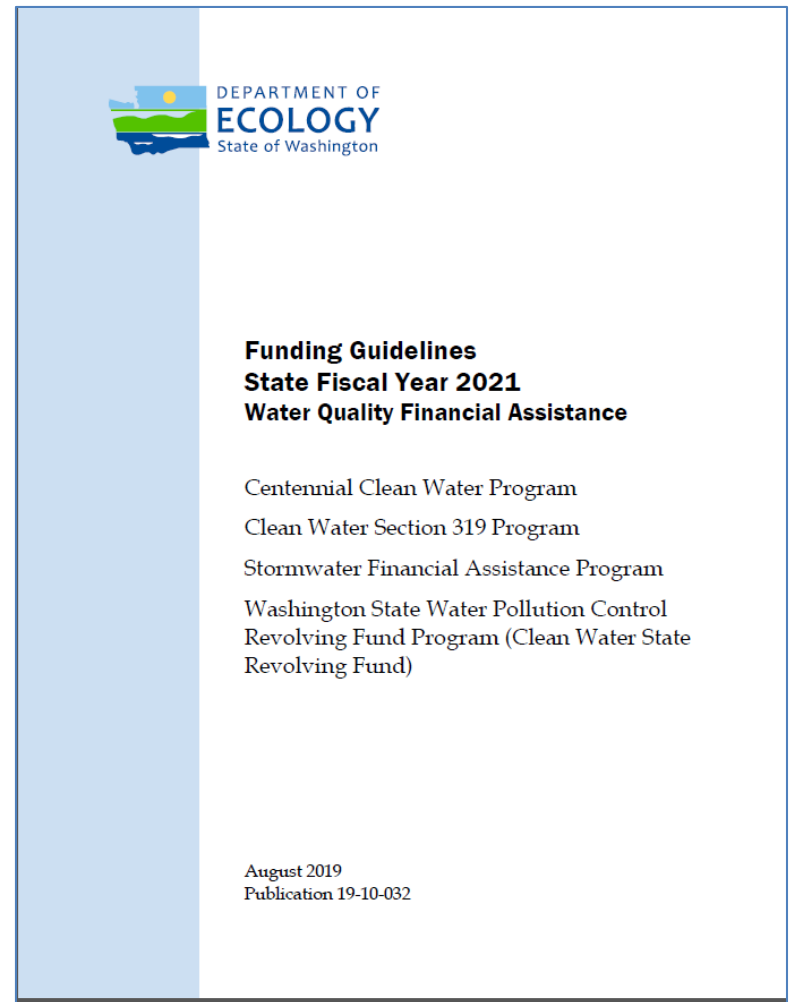 DEPARTMENT OF
ECOLOGY
State of Washington
Funding Guidelines
State Fiscal Year 2021
Water Quality Financial Assistance
Centennial Clean Water Program
Clean Water Section 319 Program
Stormwater Financial Assistance Program
Washington State Water Pollution Control
Revolving Fund Program (Clean Water State
Revolving Fund)
August 2019
Publication 19-10-032